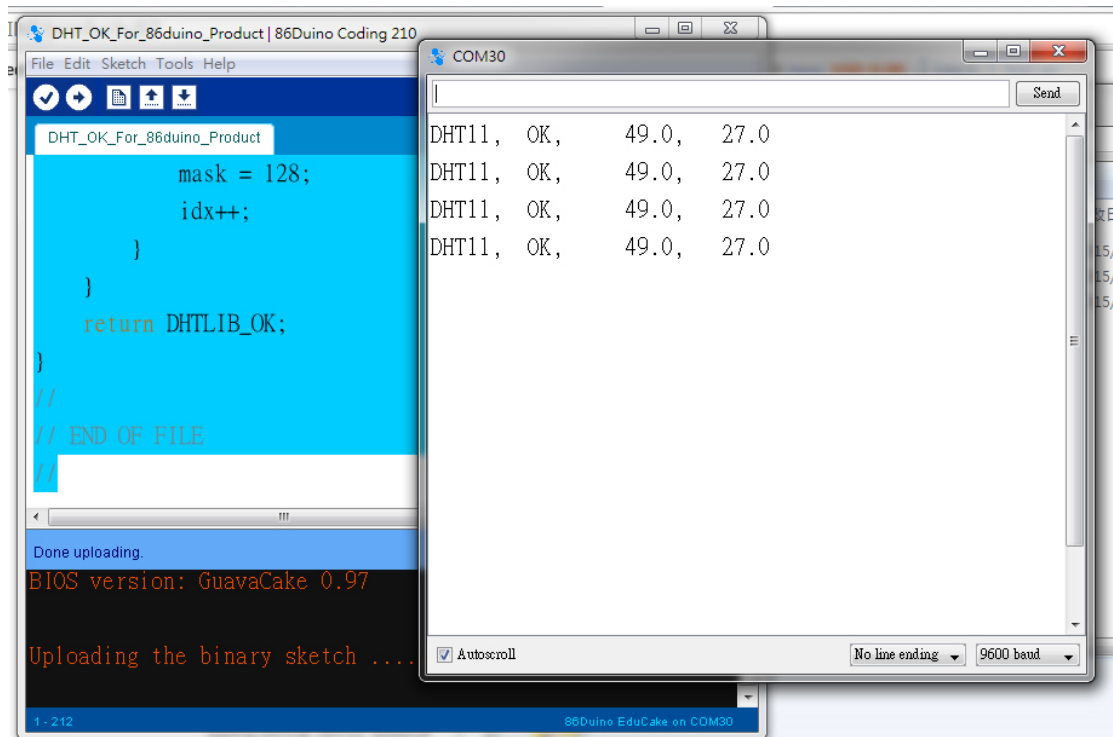 DHT_OK_For_86duino_Product | 86Duino Coding 210
File Edit Sketch Tools Help
DHT_OK_For_86duino_Product
mask = 128;
idx++;
}
}
return DHTLIB_OK;
}
//
// END OF FILE
//
Done uploading.
BIOS version: GuavaCake 0.97
Uploading the binary sketch ....
1 - 212
86Duino EduCake on COM30
COM30
Send
DHT11, OK, 49.0, 27.0
DHT11, OK, 49.0, 27.0
DHT11, OK, 49.0, 27.0
DHT11, OK, 49.0, 27.0
Autoscroll
No line ending
9600 baud
15/
15/
15/